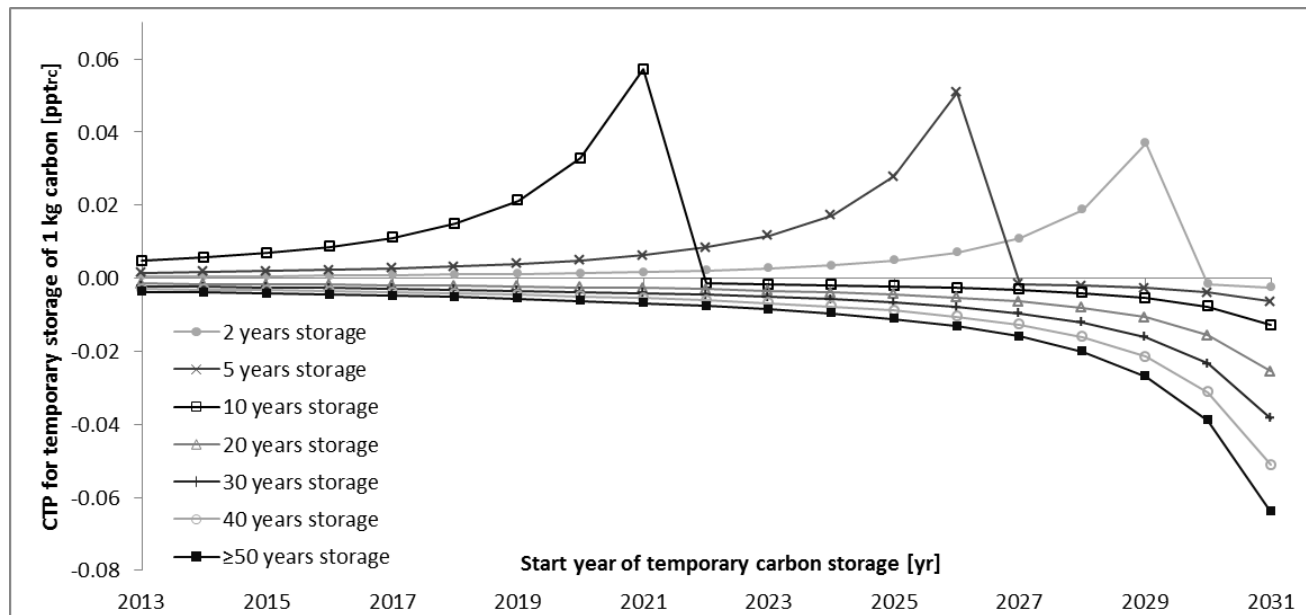 CTP for temporary storage of 1 kg carbon [pptrc]
0.06
0.04
0.02
0.00
-0.02
-0.04
-0.06
-0.08
2 years storage
5 years storage
10 years storage
20 years storage
30 years storage
40 years storage
≥50 years storage
Start year of temporary carbon storage [yr]
2013 2015 2017 2019 2021 2023 2025 2027 2029 2031